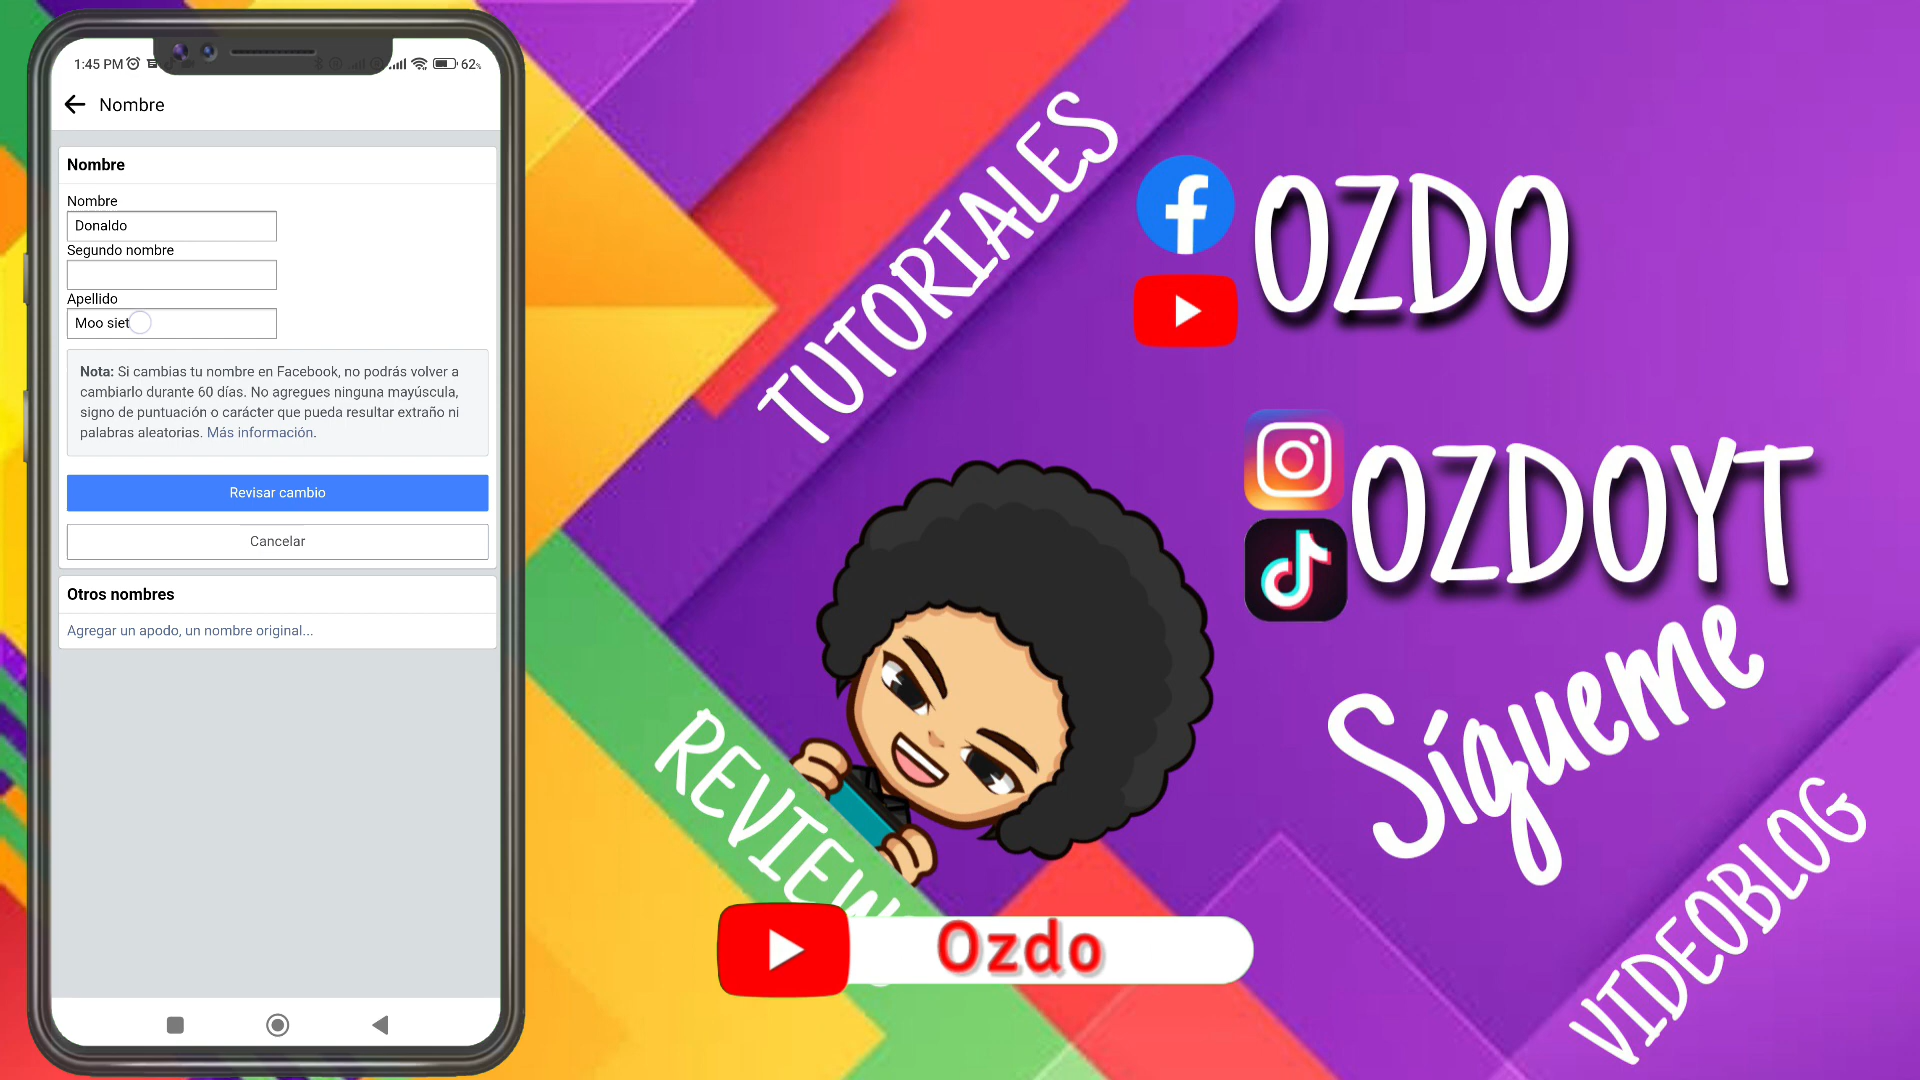 1:45 PM
62%
Nombre
Nombre
Nombre
Donaldo
Segundo nombre
Apellido
Moo siet
Nota: Si cambias tu nombre en Facebook, no podrás volver a
cambiarlo durante 60 días. No agregues ninguna mayúscula,
signo de puntuación o carácter que pueda resultar extraño ni
palabras aleatorias. Más información.
Revisar cambio
Cancelar
Otros nombres
Agregar un apodo, un nombre original...
TUTORIALES
OZDO
OZDOYT
Sígueme
REVIEW
Ozdo
VIDEOBLOG